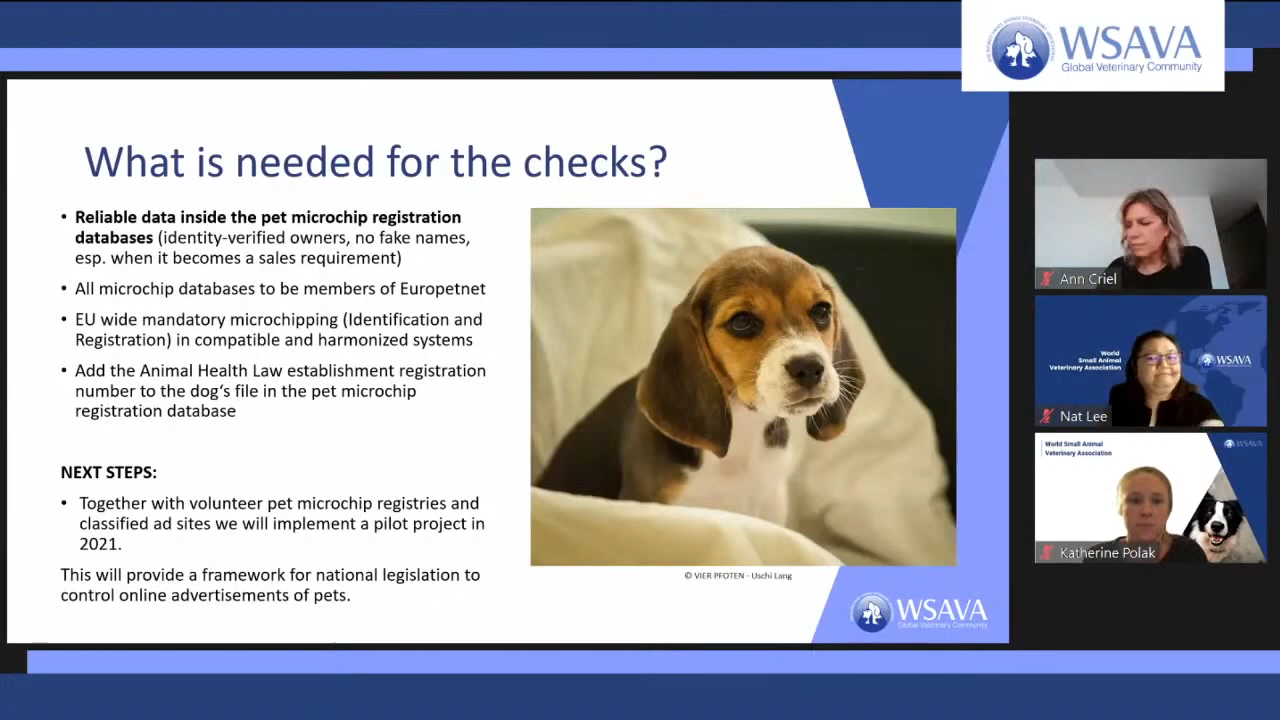 WSAVA
Global Veterinary Community
What is needed for the checks?
• Reliable data inside the pet microchip registration
databases (identity-verified owners, no fake names,
esp. when it becomes a sales requirement)
• All microchip databases to be members of Europetnet
• EU wide mandatory microchipping (Identification and
Registration) in compatible and harmonized systems
• Add the Animal Health Law establishment registration
number to the dog‘s file in the pet microchip
registration database
NEXT STEPS:
• Together with volunteer pet microchip registries and
classified ad sites we will implement a pilot project in
2021.
This will provide a framework for national legislation to
control online advertisements of pets.
© VIER PFOTEN - Uschi Lang
WSAVA
Global Veterinary Community
Ann Criel
World
Small Animal
Veterinary Association
WSAVA
Nat Lee
World Small Animal
Veterinary Association
WSAVA
Katherine Polak